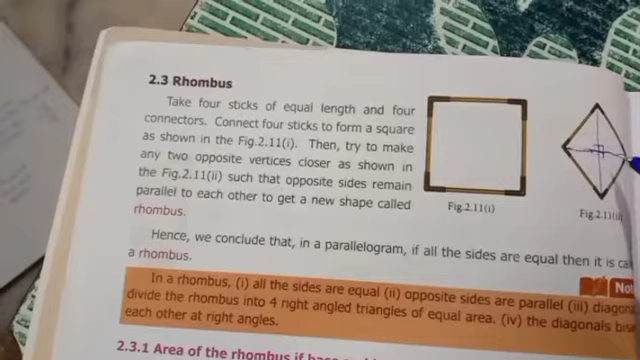 2.3 Rhombus
Take four sticks of equal length and four
connectors. Connect four sticks to form a square
as shown in the Fig.2.11(i). Then, try to make
any two opposite vertices closer as shown in
the Fig.2.11(ii) such that opposite sides remain
parallel to each other to get a new shape called
rhombus.
Fig.2.11(i)
Fig.2.11(ii)
Hence, we conclude that, in a parallelogram, if all the sides are equal then it is
a rhombus.
In a rhombus, (i) all the sides are equal (ii) opposite sides are parallel (iii)
divide the rhombus into 4 right angled triangles of equal area. (iv) the diagonals
each other at right angles.
2.3.1 Area of the rhombus if